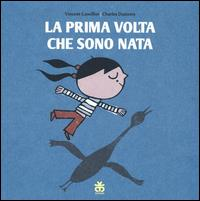 Vincent Cuvellier · Charles Dutertre
LA PRIMA VOLTA
CHE SONO NATA